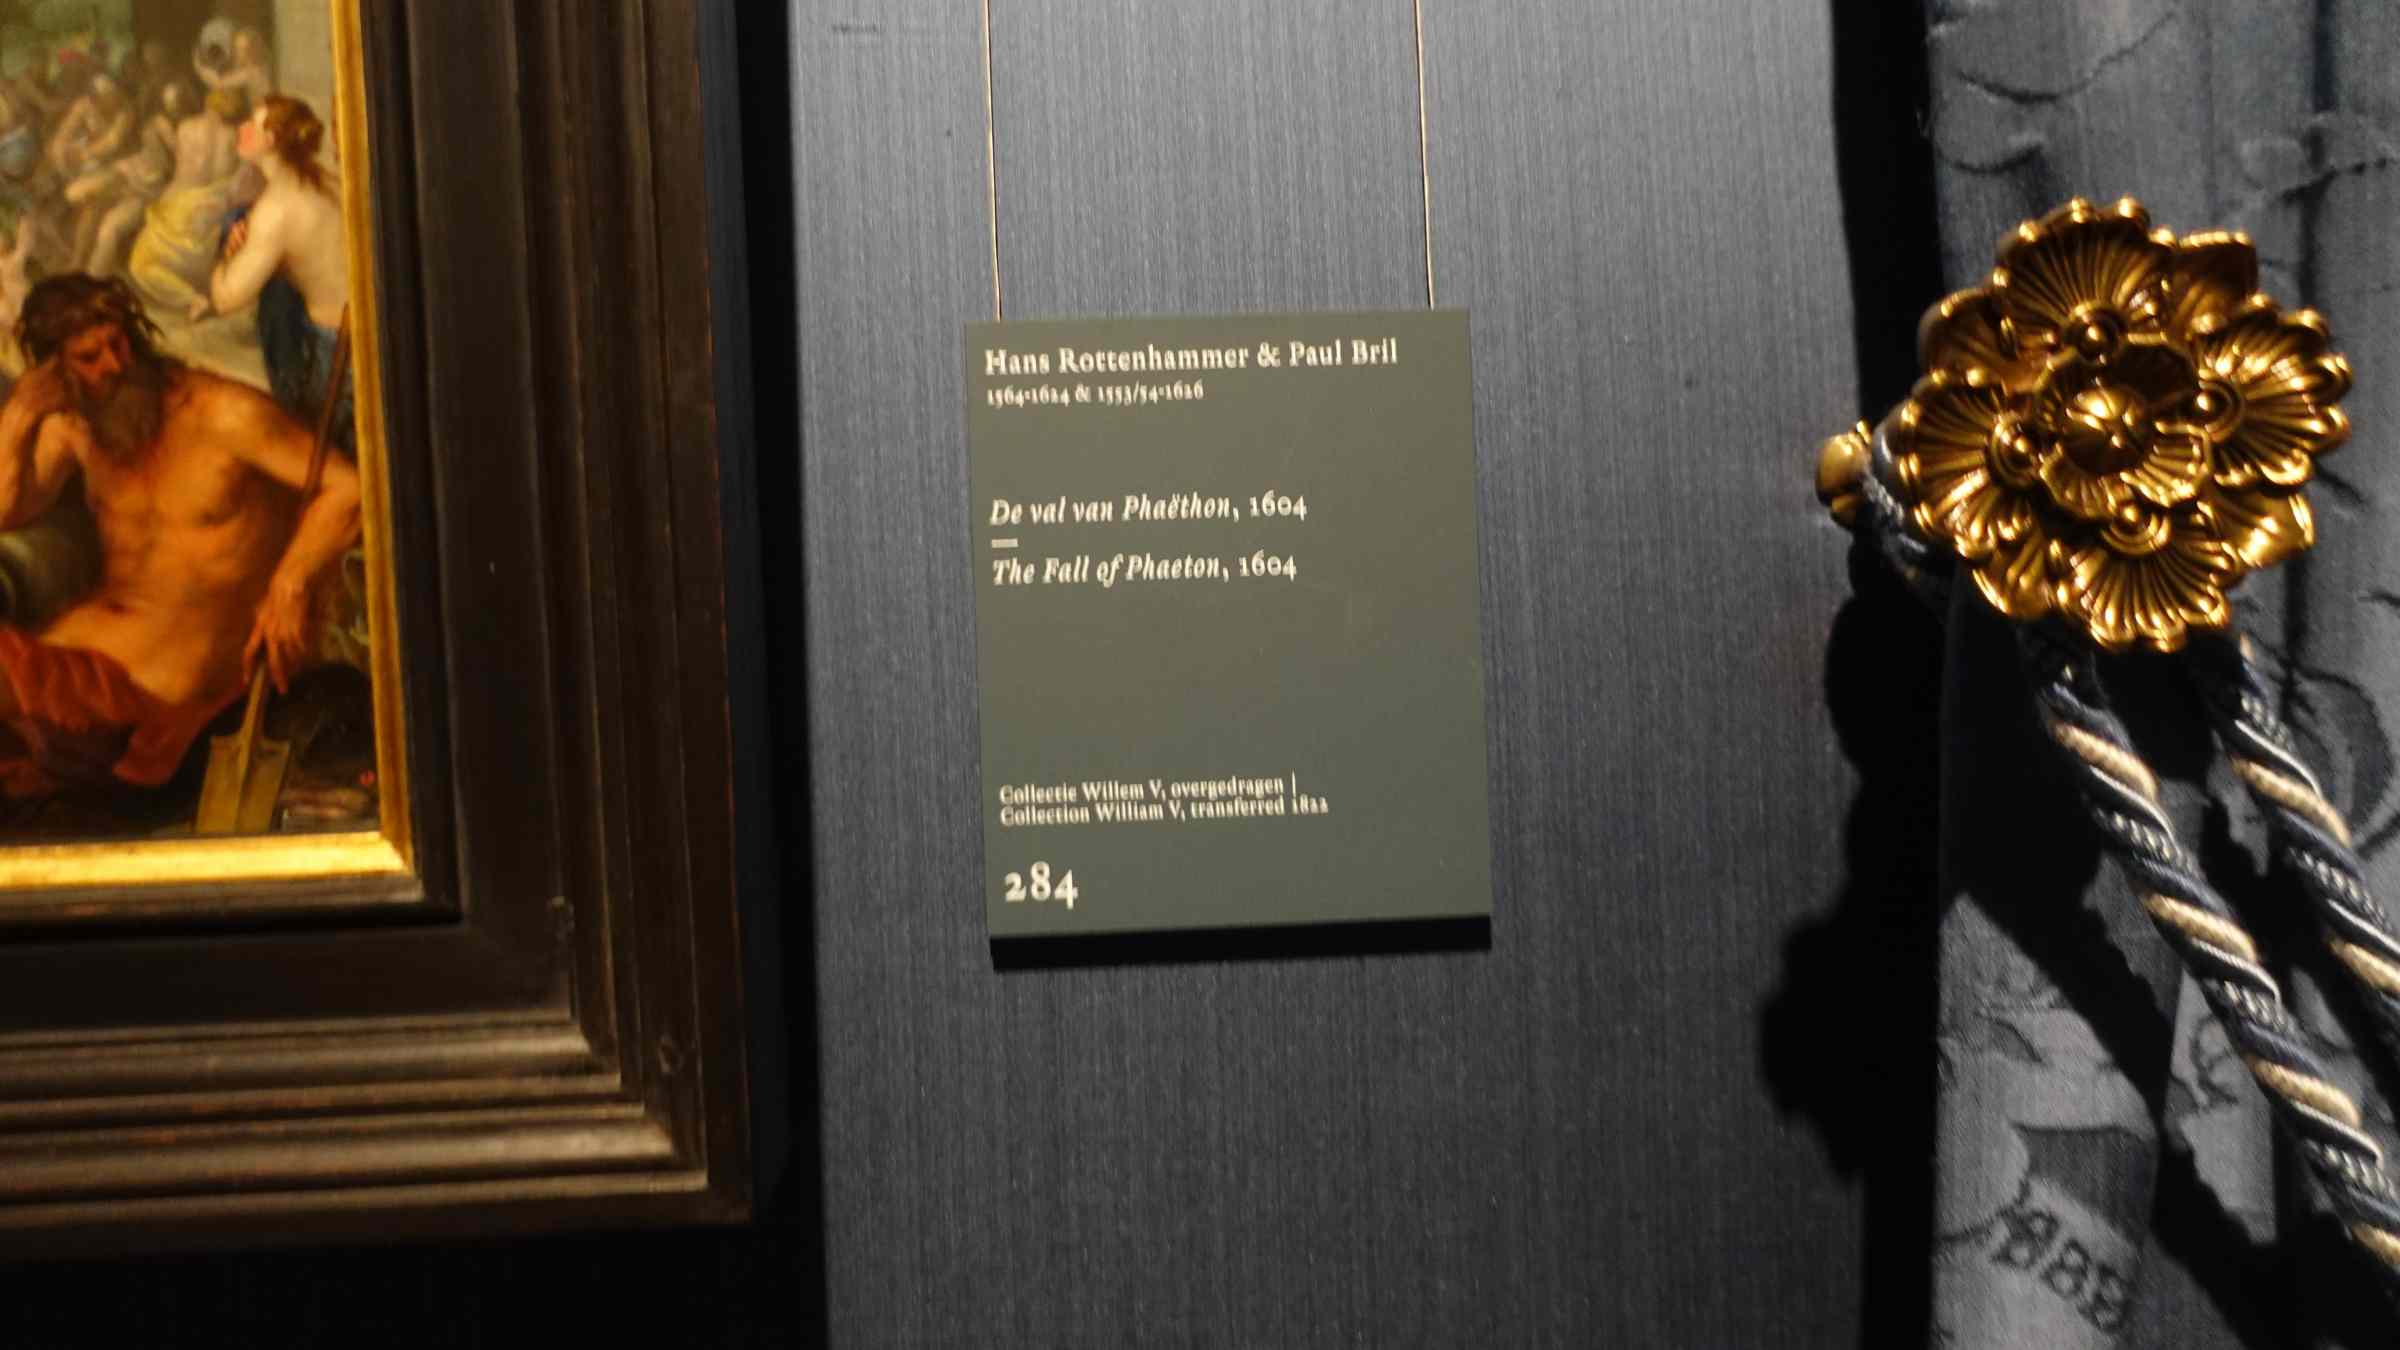 Hans Rottenhammer & Paul Bril
1564-1624 & 1553/54-1626
De val van Phaëthon, 1604
The Fall of Phaeton, 1604
Collectie Willem V, overgedragen |
Collection William V, transferred 1822
284